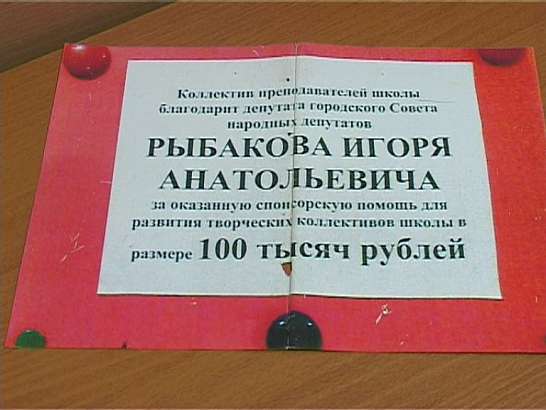 Коллектив преподавателей школы
благодарит депутата городского Совета
народных депутатов
РЫБАКОВА ИГОРЯ
АНАТОЛЬЕВИЧА
за оказанную спонсорскую помощь для
развития творческих коллективов школы в
размере 100 тысяч рублей